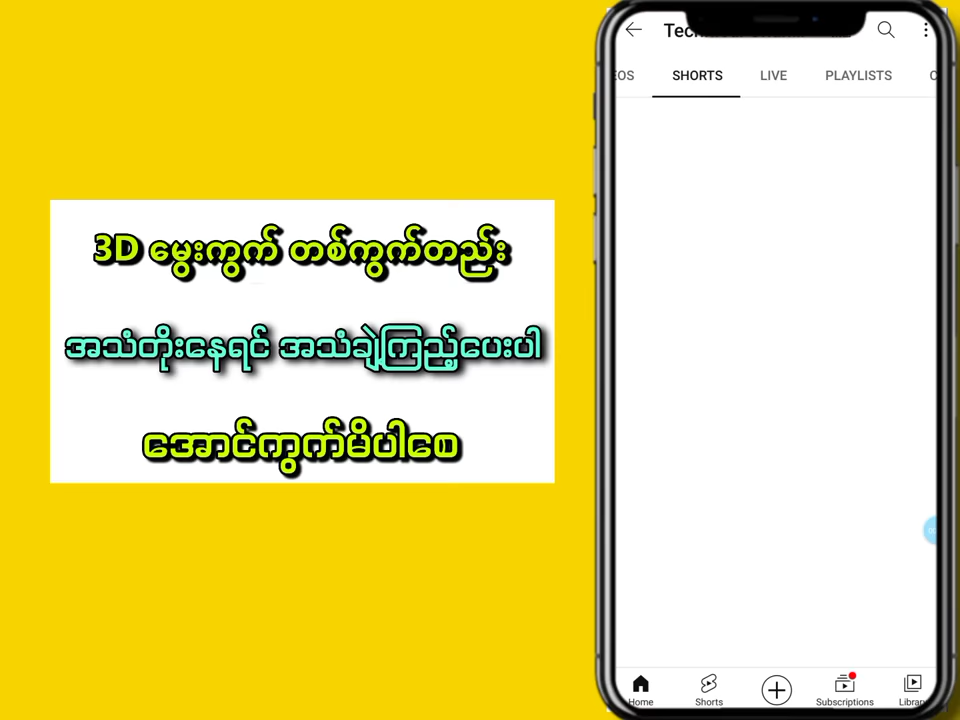 3D မွေးကွက် တစ်ကွက်တည်း
အသံတိုးနေရင် အသံချဲ့ကြည့်ပေးပါ
အောင်ကွက်မိပါစေ
SHORTS
LIVE
PLAYLISTS
Home
Shorts
Subscriptions